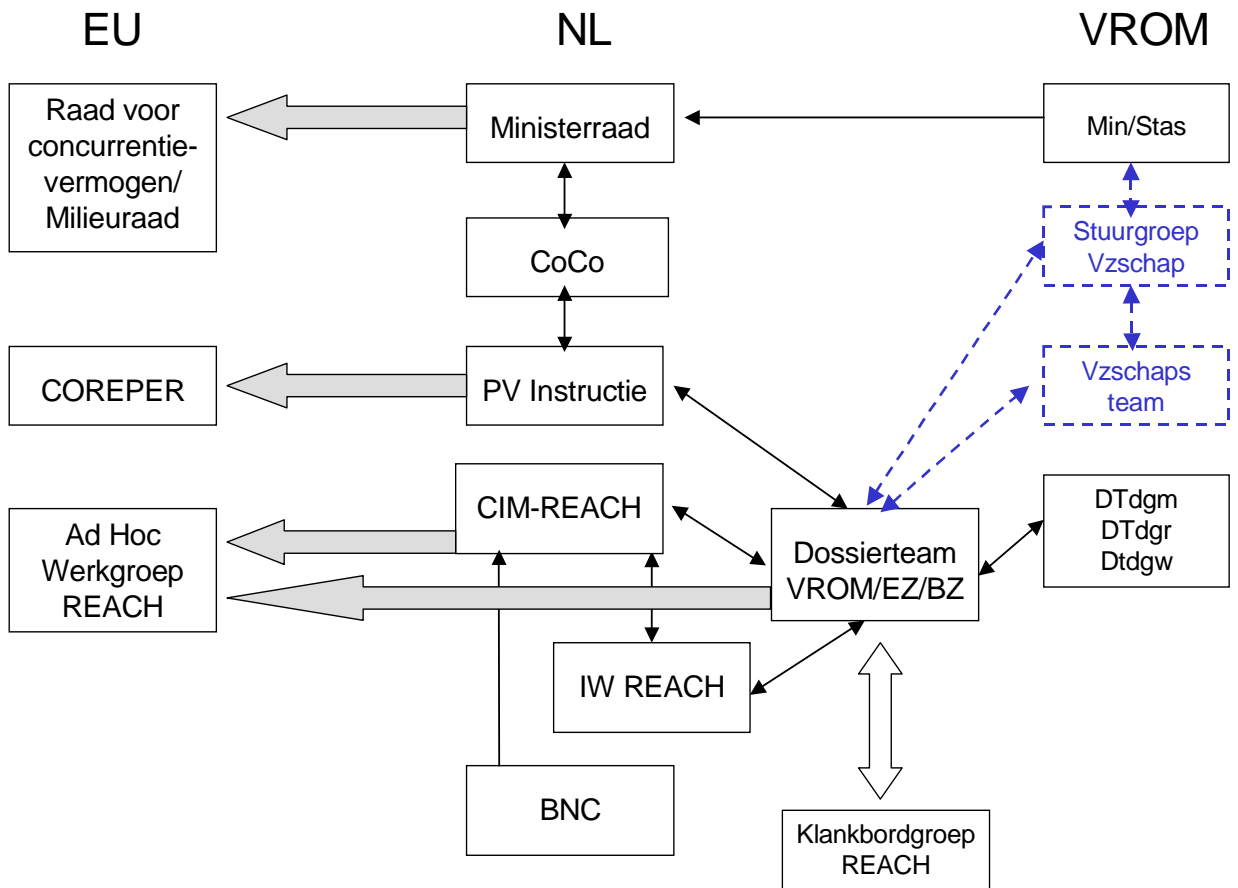 EU
NL
VROM
Raad voor
concurrentie-
vermogen/
Milieuraad
Ministerraad
Min/Stas
CoCo
Stuurgroep
Vzschap
COREPER
PV Instructie
Vzschaps
team
Ad Hoc
Werkgroep
REACH
CIM-REACH
Dossierteam
VROM/EZ/BZ
DTdgm
DTdgr
Dtdgw
IW REACH
BNC
Klankbordgroep
REACH